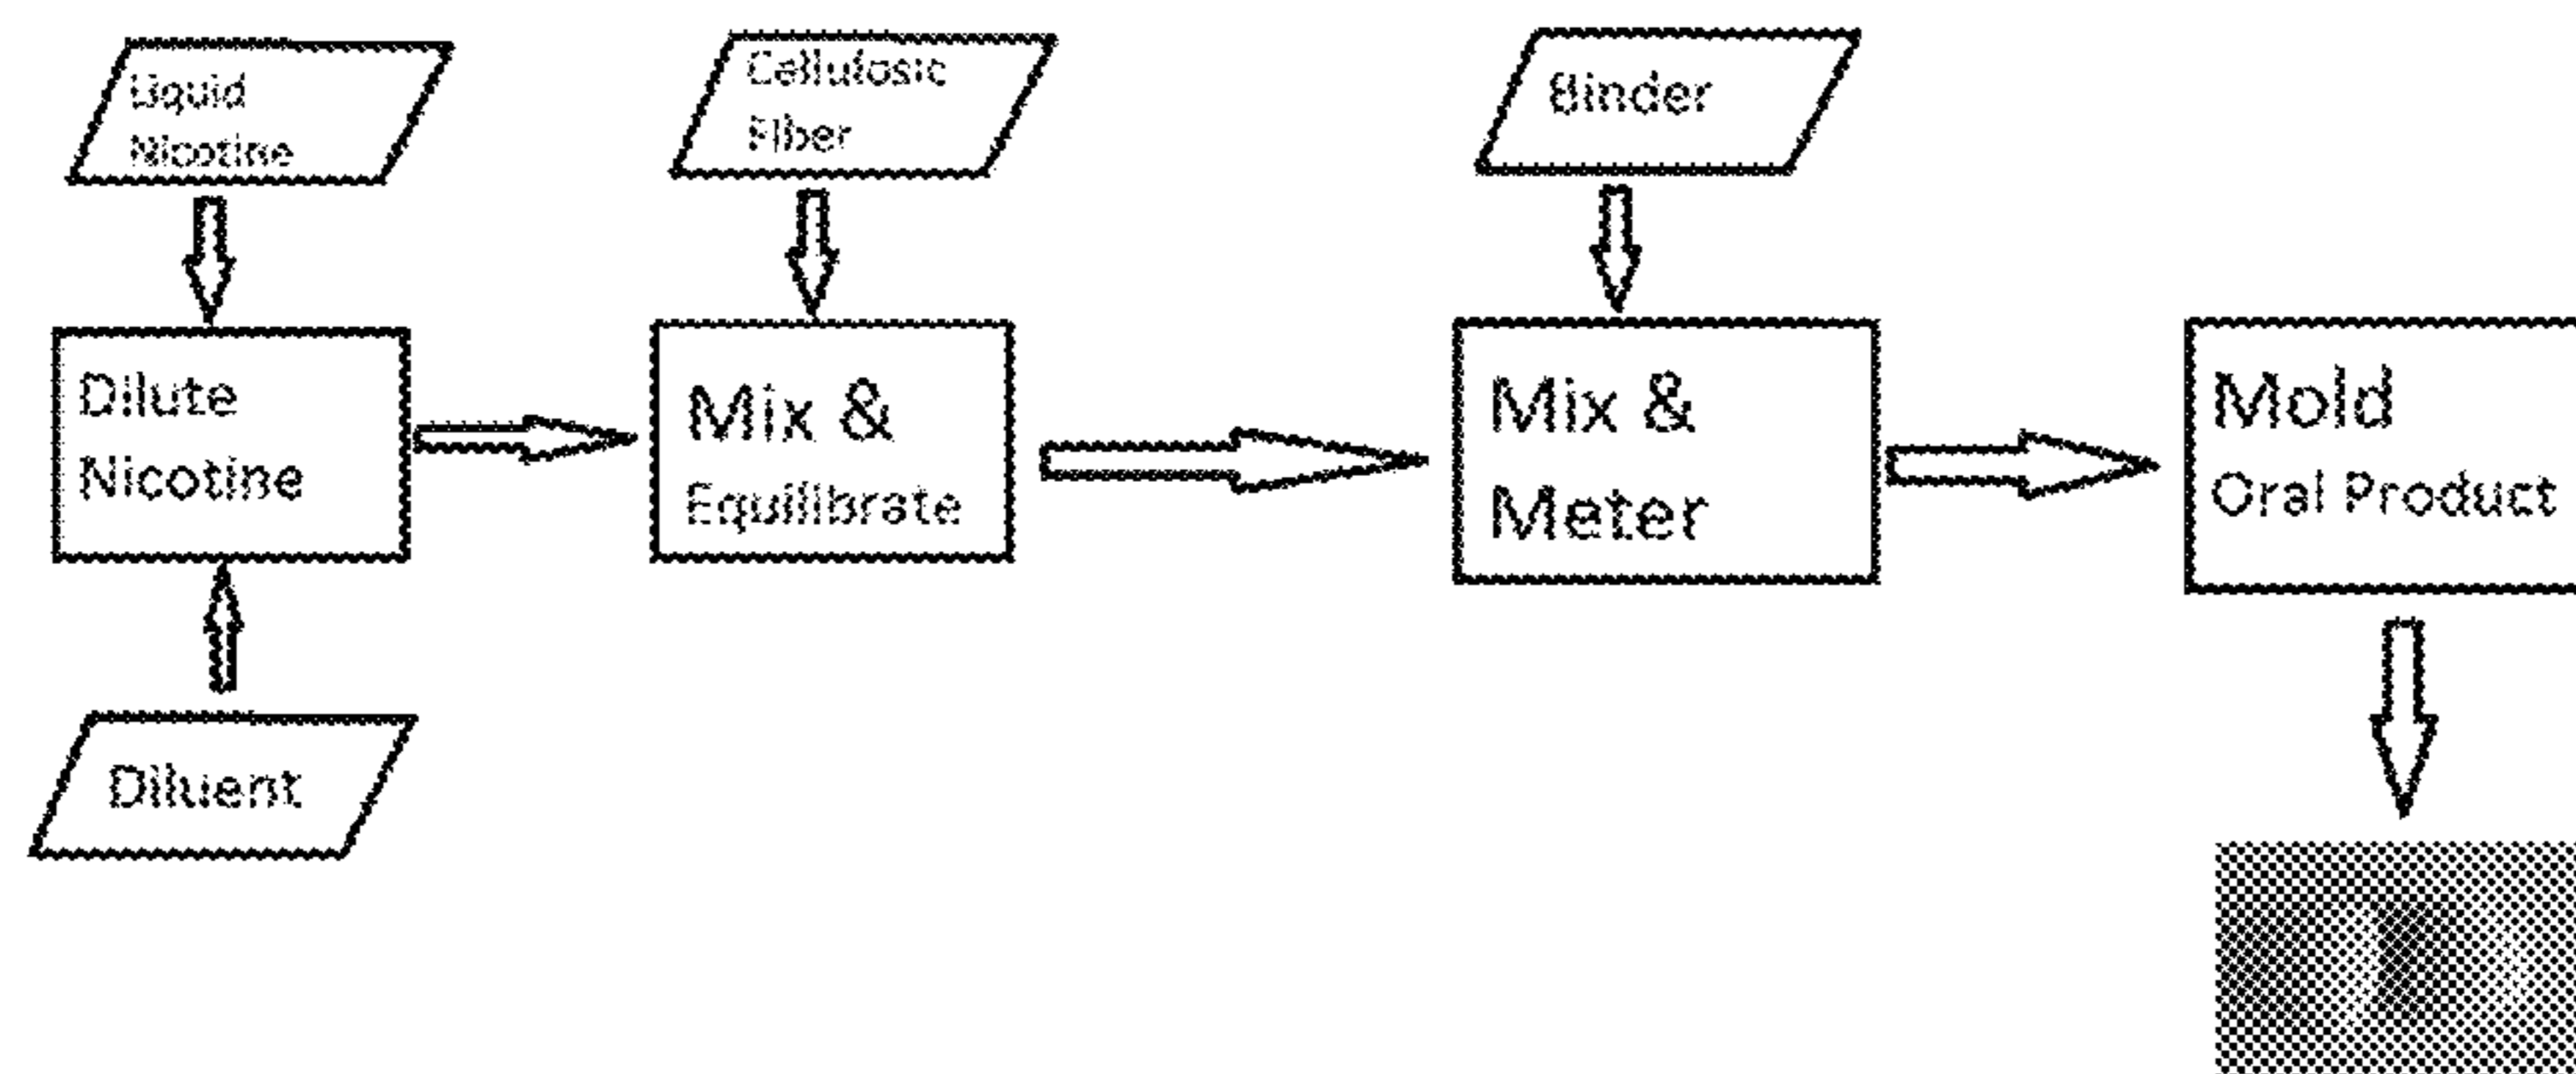 Liquid
Nicotine
Cellulosic
Fiber
Binder
Dilute
Nicotine
Mix &
Equilibrate
Mix &
Meter
Mold
Oral Product
Diluent